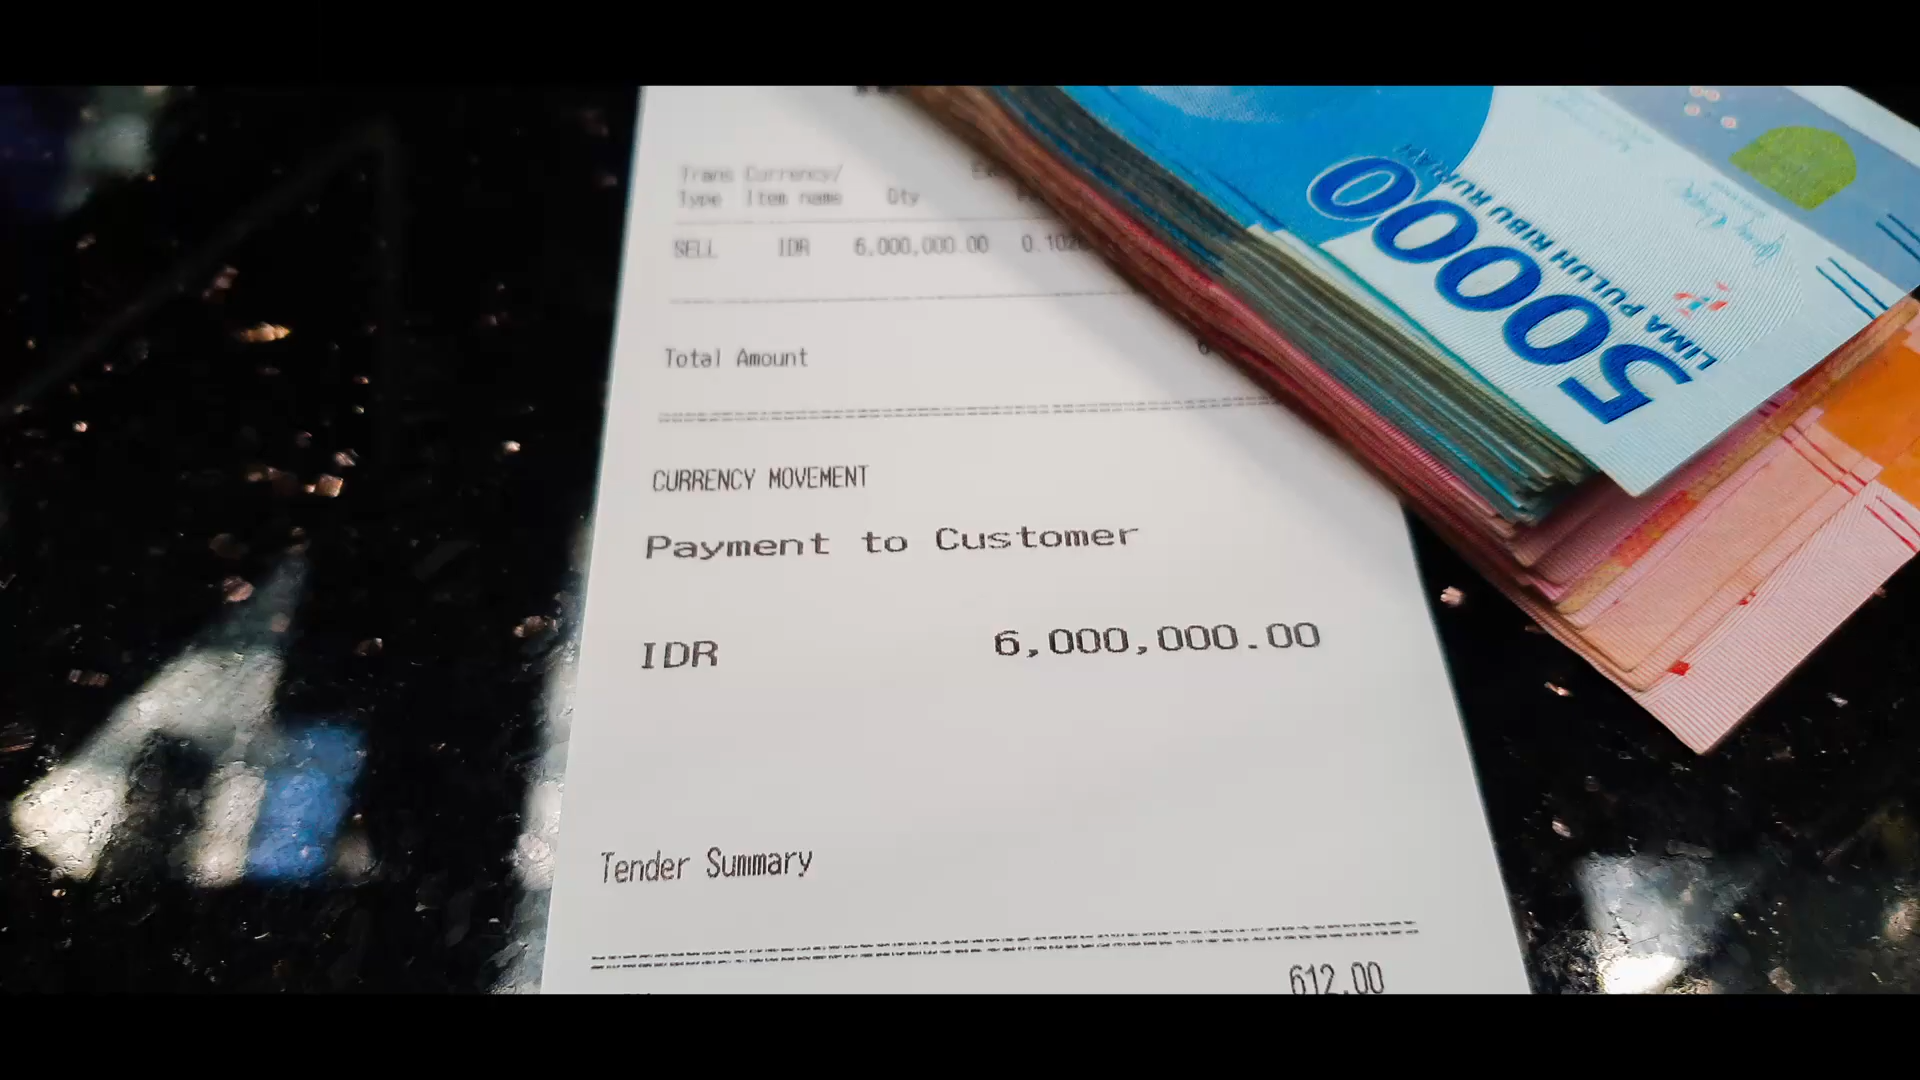 Trans Currency/
Type Item name Qty
SELL IDR 6,000,000.00
Total Amount
CURRENCY MOVEMENT
Payment to Customer
IDR 6,000,000.00
Tender Summary
612.00
50000
LIMA PULUH RIBU RUPIAH